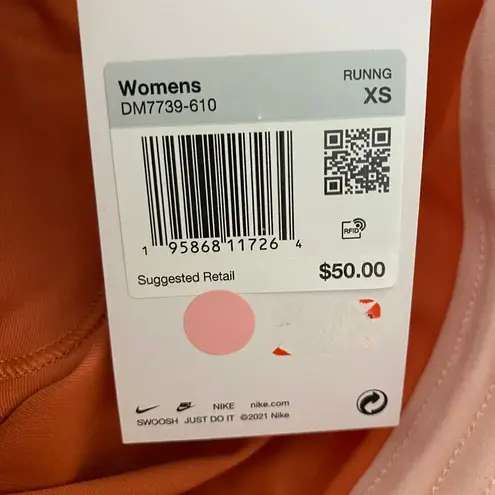 Womens
RUNNG
DM7739-610
XS
RFID
1 95868 11726 4
Suggested Retail
$50.00
NIKE nike.com
SWOOSH JUST DO IT ©2021 Nike